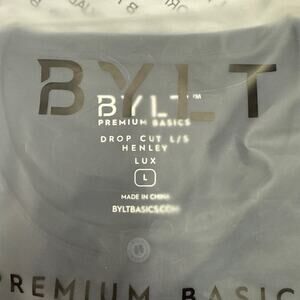 BYLT
BYLT™
PREMIUM BASICS
DROP CUT L/S
HENLEY
LUX
L
MADE IN CHINA
BYLTBASICS.COM
PREMIUM BASIC